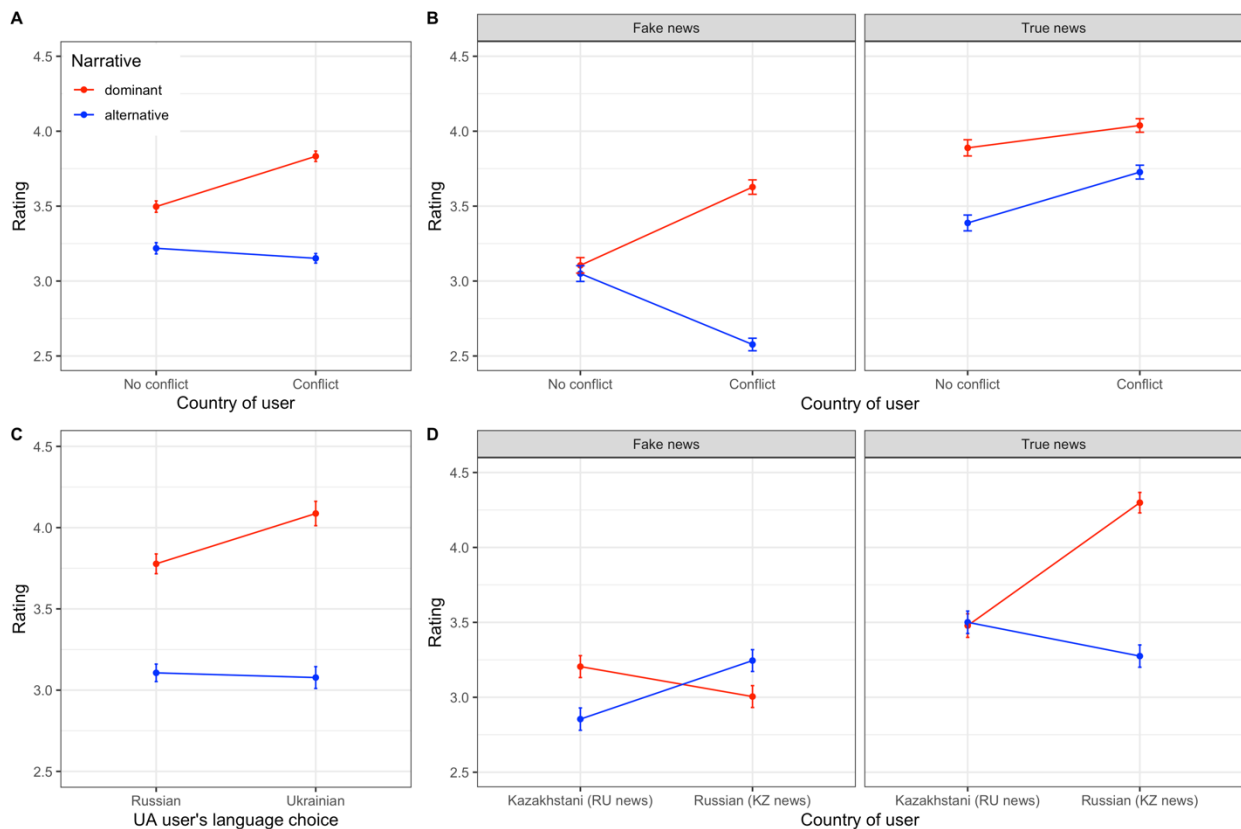 A
4.5
4.0
3.5
3.0
2.5
Rating
Narrative
dominant
alternative
No conflict
Conflict
Country of user
B
Fake news
True news
4.5
4.0
3.5
3.0
2.5
Rating
No conflict
Conflict
No conflict
Conflict
Country of user
C
4.5
4.0
3.5
3.0
2.5
Rating
Russian
Ukrainian
UA user's language choice
D
Fake news
True news
4.5
4.0
3.5
3.0
2.5
Rating
Kazakhstani (RU news)
Russian (KZ news)
Kazakhstani (RU news)
Russian (KZ news)
Country of user